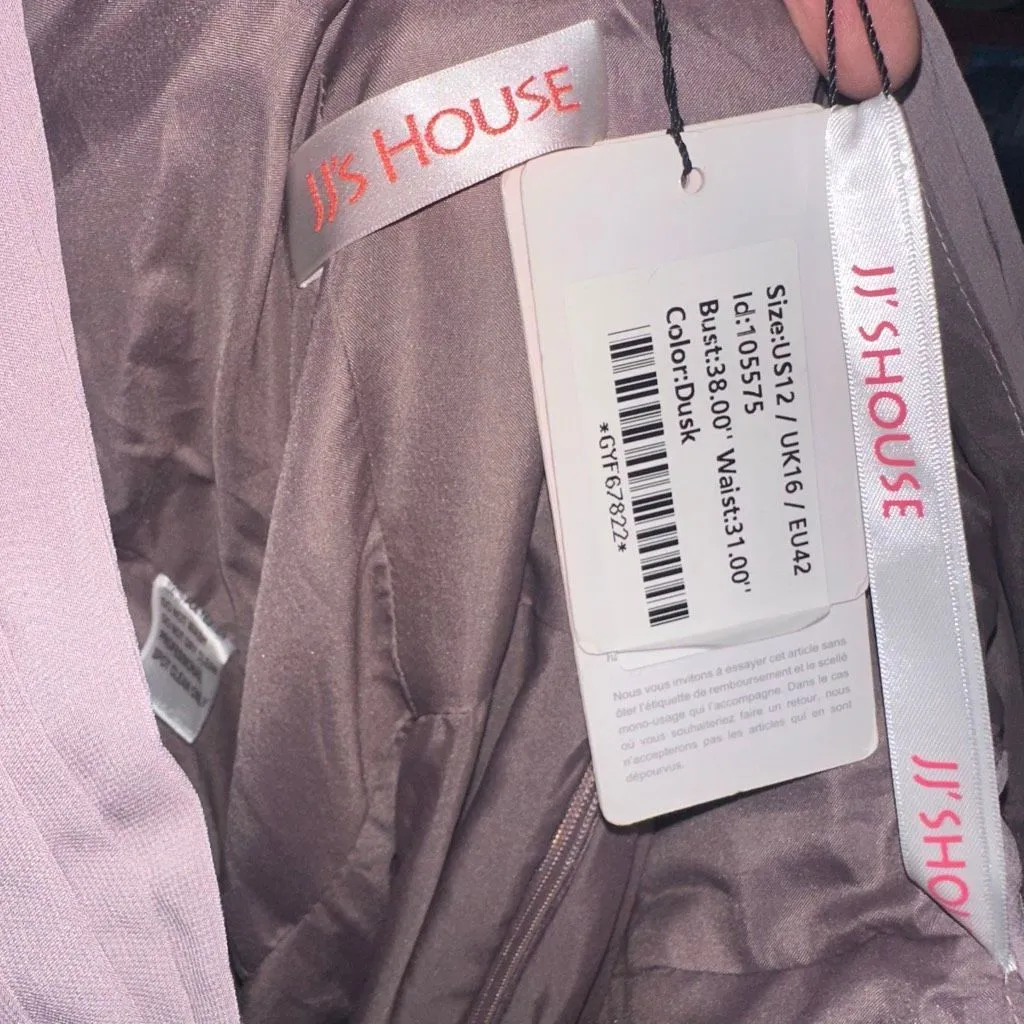 JJ'S HOUSE
Size:US12 / UK16 / EU42
Id:105575
Bust:38.00'' Waist:31.00''
Color:Dusk
*GYF67822*
Nous vous invitons à essayer cet article sans
ôter l'étiquette de remboursement et le scellé
mono-usage qui l'accompagne. Dans le cas
où vous souhaiteriez faire un retour, nous
n'accepterons pas les articles qui en sont
dépourvus.
JJ'SHOUSE
JJ'SHO